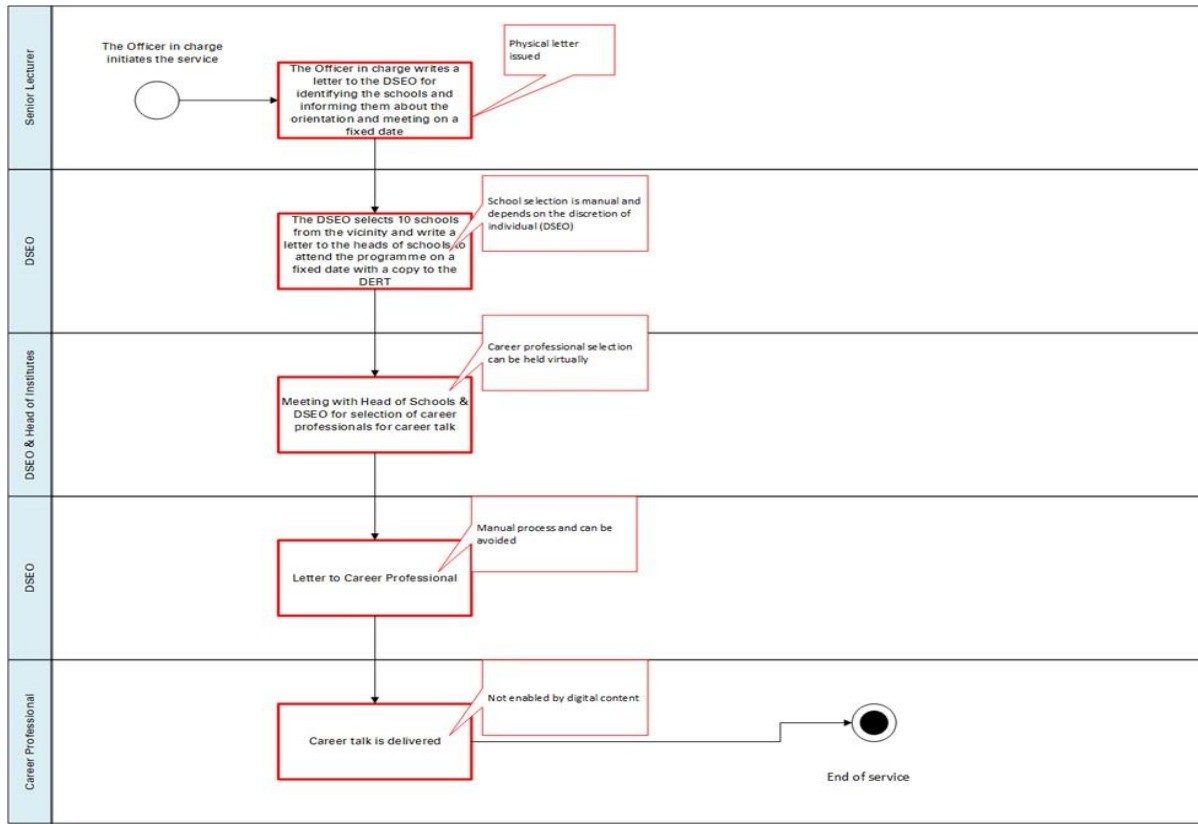 Senior Lecturer
The Officer in charge
initiates the service
The Officer in charge writes a
letter to the DSEO for
identifying the schools and
informing them about the
orientation and meeting on a
fixed date
Physical letter
issued
DSEO
The DSEO selects 10 schools
from the vicinity and write a
letter to the heads of schools to
attend the programme on a
fixed date with a copy to the
DERT
School selection is manual and
depends on the discretion of
individual (DSEO)
DSEO & Head of Institutes
Meeting with Head of Schools &
DSEO for selection of career
professionals for career talk
Career professional selection
can be held virtually
DSEO
Letter to Career Professional
Manual process and can be
avoided
Career Professional
Career talk is delivered
Not enabled by digital content
End of service